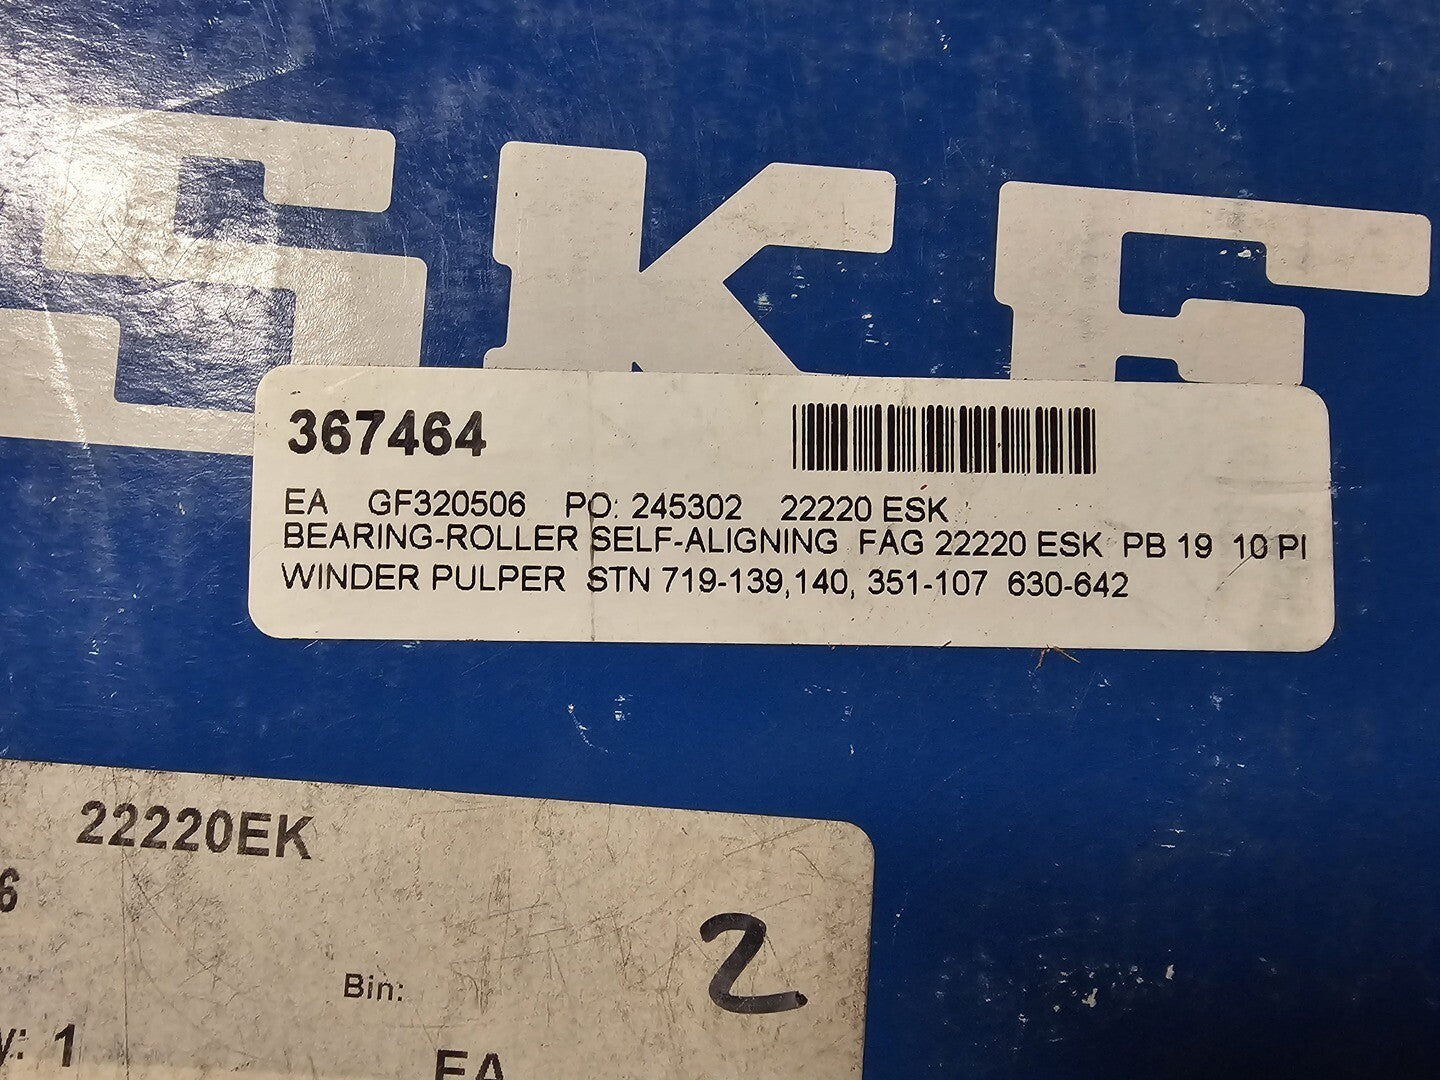 SKF
367464
EA GF320506 PO: 245302 22220 ESK
BEARING-ROLLER SELF-ALIGNING FAG 22220 ESK PB 19 10 PI
WINDER PULPER STN 719-139,140, 351-107 630-642
22220EK
6
2
Bin:
y: 1
EA